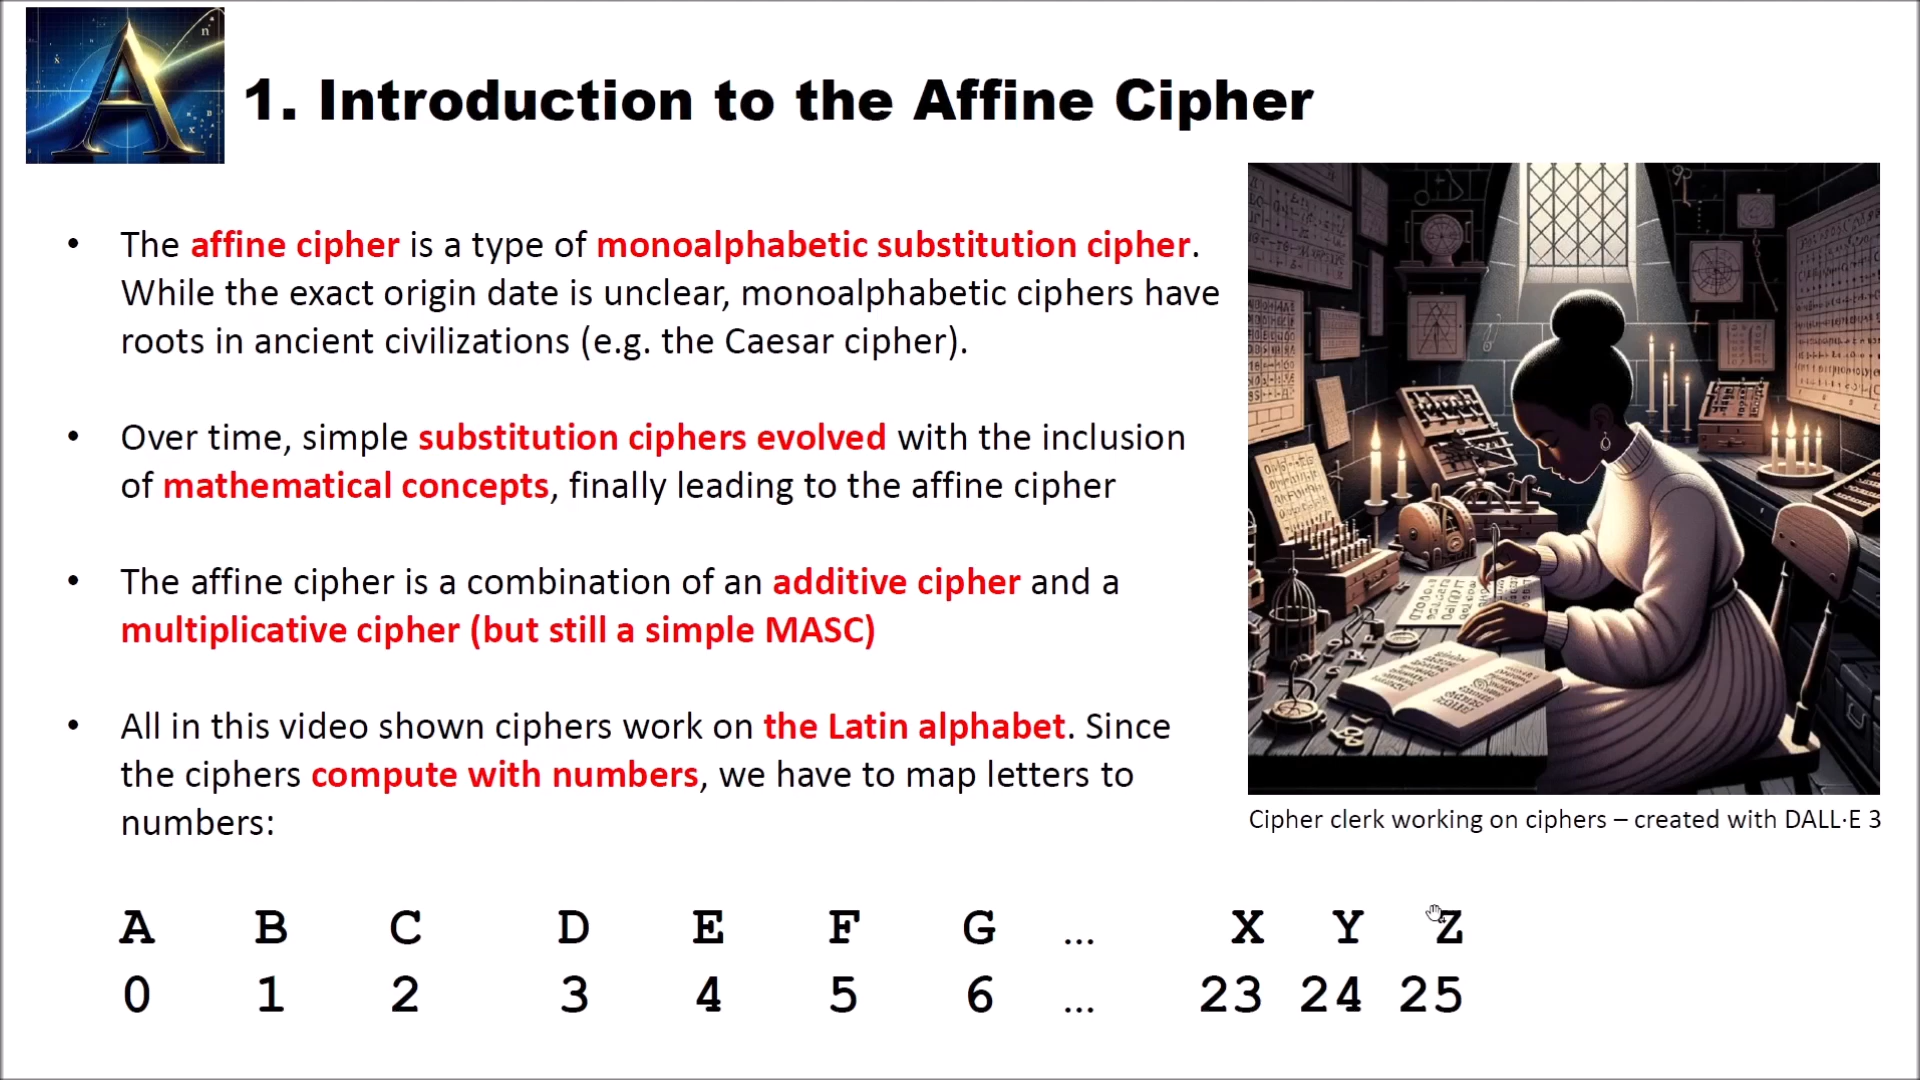 1. Introduction to the Affine Cipher
• The affine cipher is a type of monoalphabetic substitution cipher.
While the exact origin date is unclear, monoalphabetic ciphers have
roots in ancient civilizations (e.g. the Caesar cipher).
• Over time, simple substitution ciphers evolved with the inclusion
of mathematical concepts, finally leading to the affine cipher
• The affine cipher is a combination of an additive cipher and a
multiplicative cipher (but still a simple MASC)
• All in this video shown ciphers work on the Latin alphabet. Since
the ciphers compute with numbers, we have to map letters to
numbers:
Cipher clerk working on ciphers – created with DALL·E 3
A B C D E F G ... X Y Z
0 1 2 3 4 5 6 ... 23 24 25